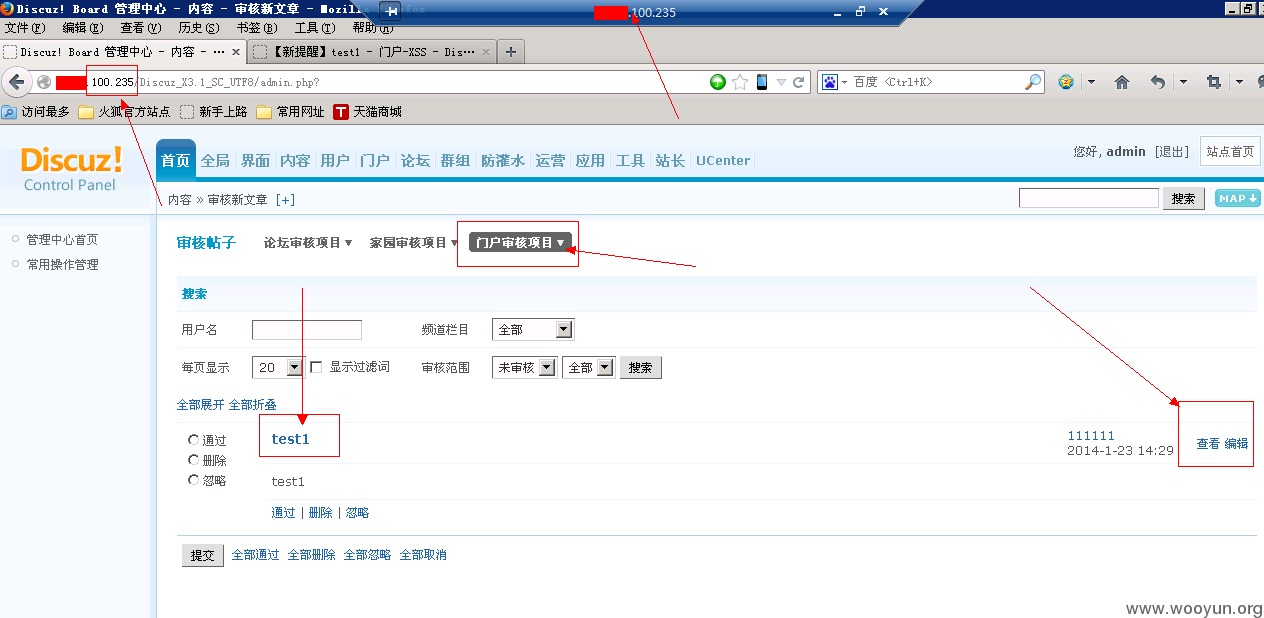 Discuz! Board 管理中心 - 内容 - 审核新文章 - Mozil
.100.235
文件(F) 编辑(E) 查看(V) 历史(S) 书签(B) 工具(T) 帮助(H)
Discuz! Board 管理中心 - 内容 - ··· ×
【新提醒】test1 - 门户-XSS - Dis··· × +
100.235/Discuz_X3.1_SC_UTF8/admin.php?
百度 <Ctrl+K>
访问最多 火狐官方站点 新手上路 常用网址 T 天猫商城
Discuz!
Control Panel
首页 全局 界面 内容 用户 门户 论坛 群组 防灌水 运营 应用 工具 站长 UCenter
您好, admin [退出] 站点首页
内容 » 审核新文章 [+]
搜索 MAP ↓
管理中心首页
常用操作管理
审核帖子 论坛审核项目▼ 家园审核项目▼ 门户审核项目▼
搜索
用户名 频道栏目 全部
每页显示 20 显示过滤词 审核范围 未审核 全部 搜索
全部展开 全部折叠
通过
删除
忽略
test1
111111
2014-1-23 14:29
查看 编辑
test1
通过 | 删除 | 忽略
提交 全部通过 全部删除 全部忽略 全部取消
www.wooyun.org